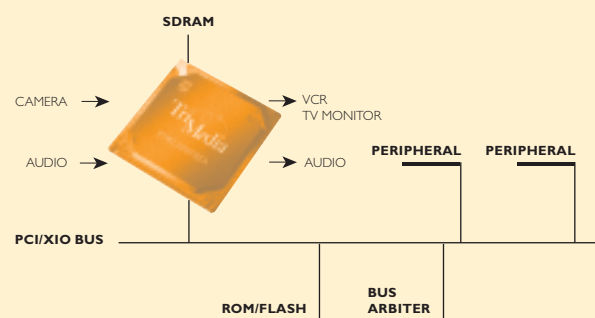 SDRAM
CAMERA
VCR
TV MONITOR
TriMedia
AUDIO
AUDIO
PERIPHERAL
PERIPHERAL
PCI/XIO BUS
BUS
ARBITER
ROM/FLASH